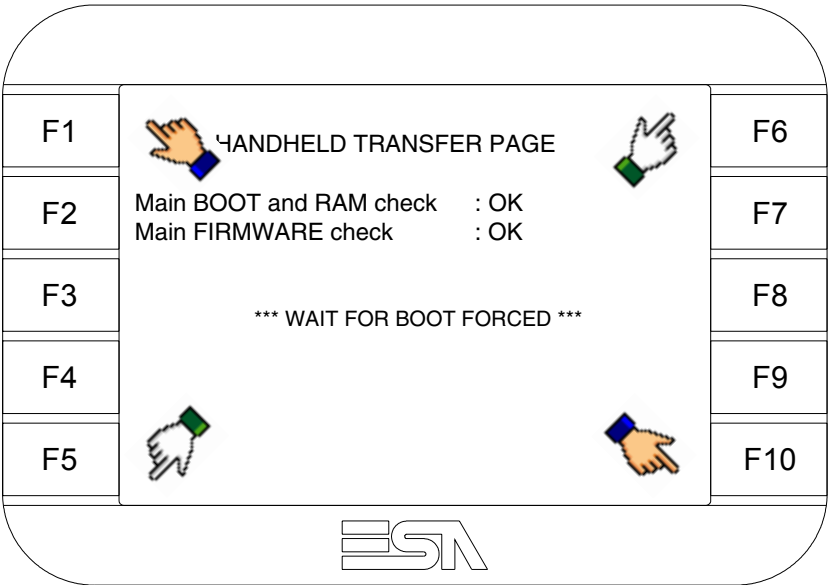 F1
F2
F3
F4
F5
HANDHELD TRANSFER PAGE
Main BOOT and RAM check : OK
Main FIRMWARE check : OK
*** WAIT FOR BOOT FORCED ***
F6
F7
F8
F9
F10
ESA